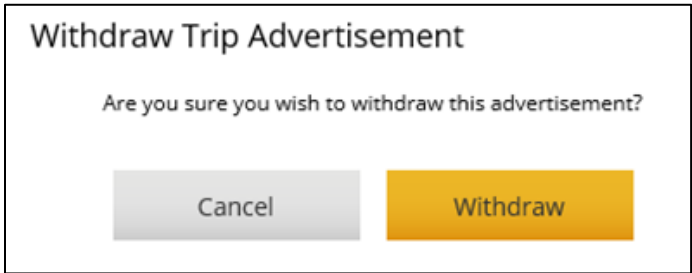 Withdraw Trip Advertisement
Are you sure you wish to withdraw this advertisement?
Cancel Withdraw